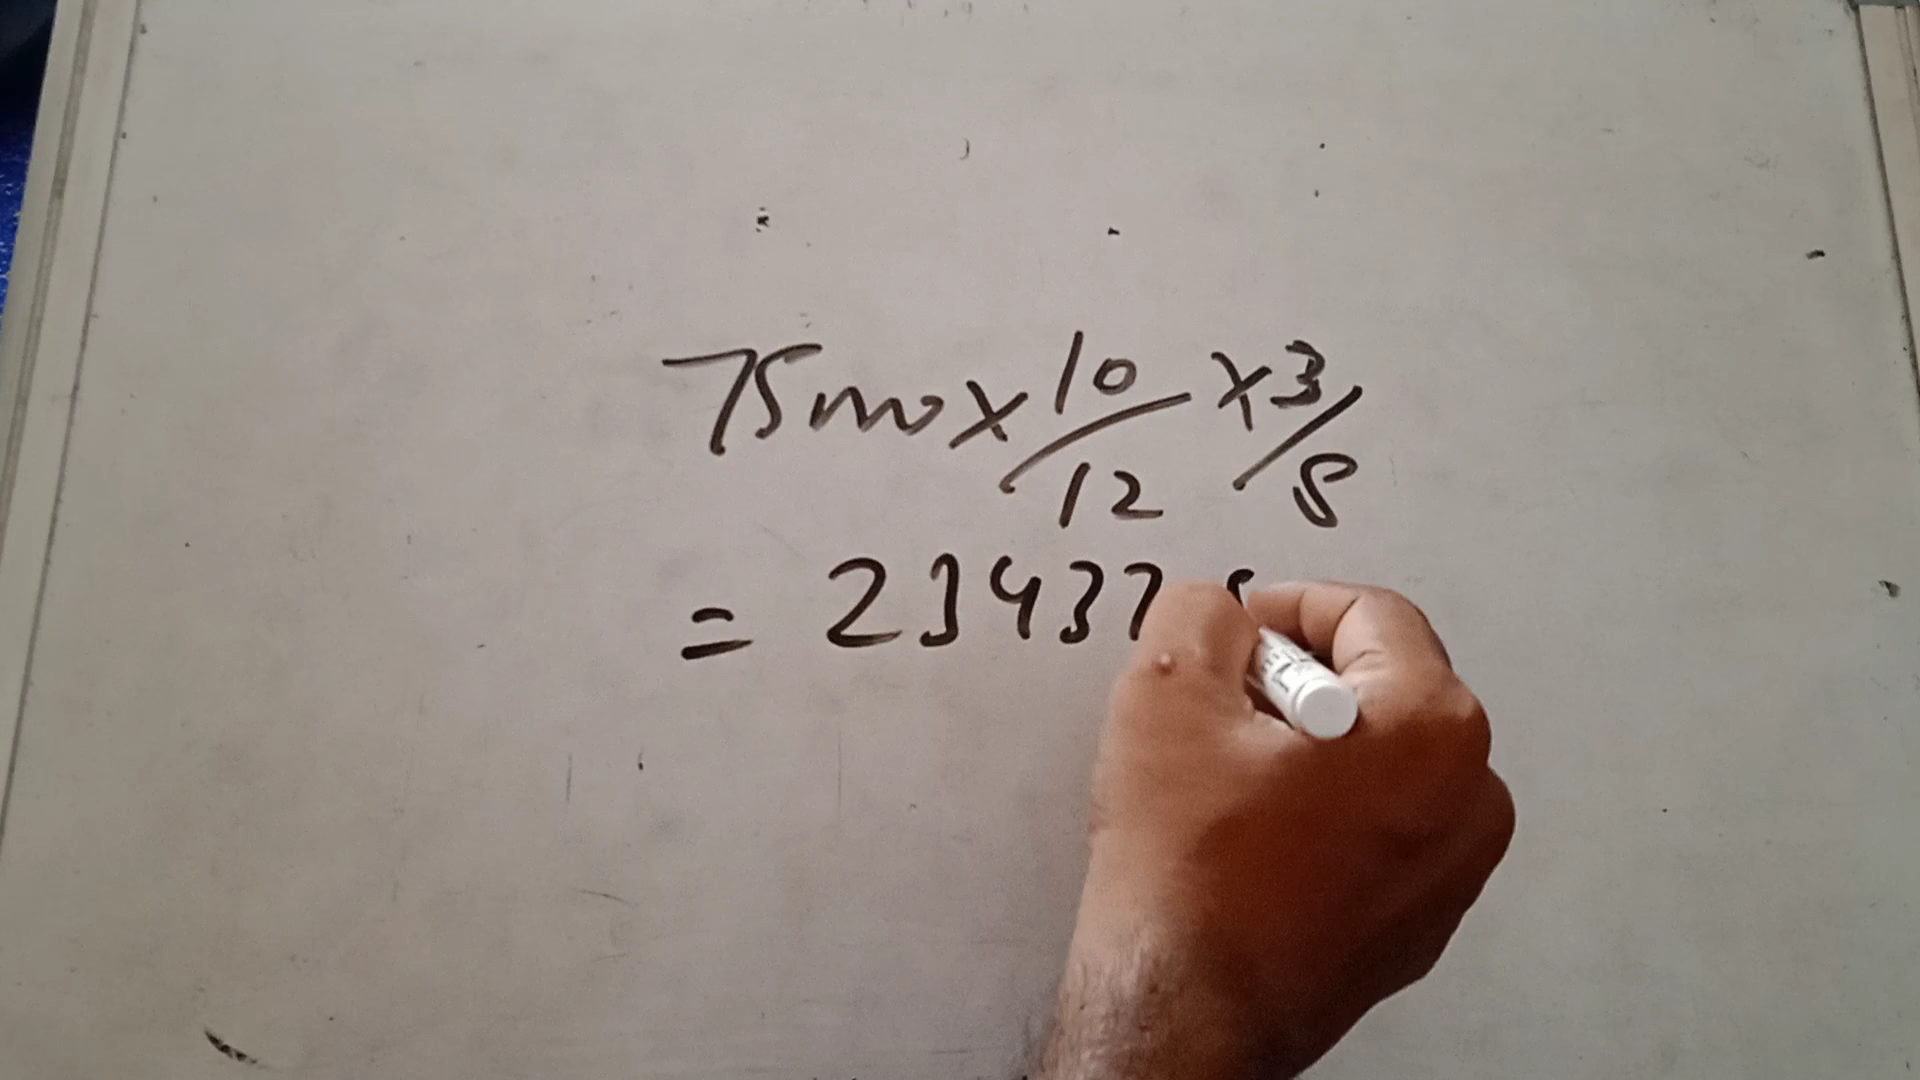 75000 × 10/12 × 3/8
= 23437